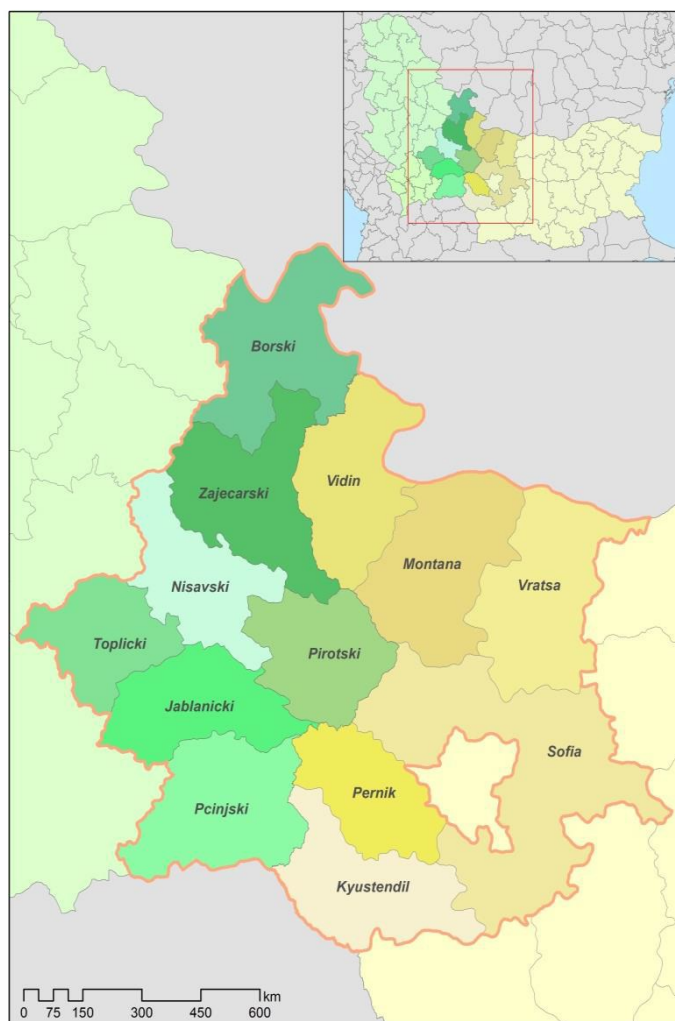 Borski
Zajecarski
Vidin
Montana
Vratsa
Nisavski
Toplicki
Pirotski
Jablanicki
Sofia
Pernik
Pcinjski
Kyustendil
km
0 75 150 300 450 600